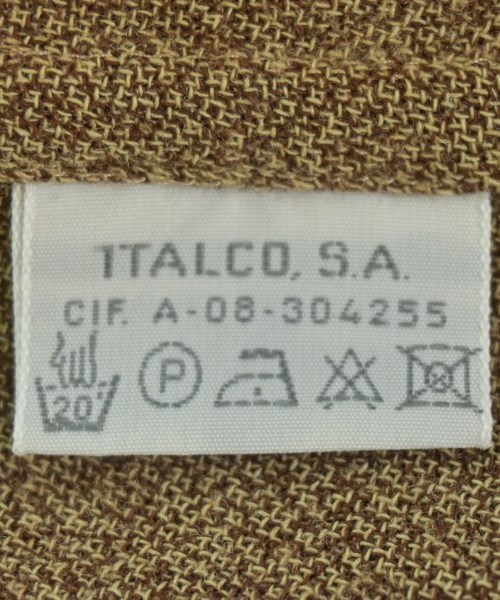 ITALCO, S.A.
CIF. A-08-304255
20° P